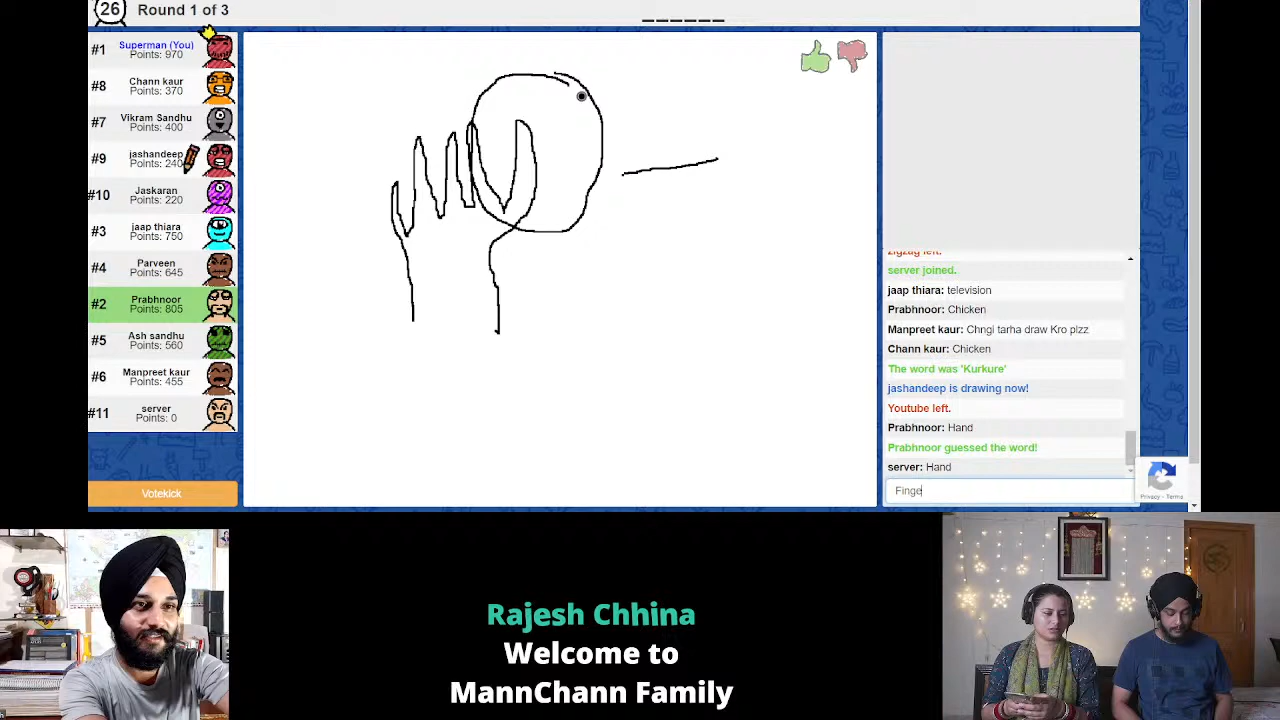 26
Round 1 of 3
______
#1
Superman (You)
Points: 970
#8
Chann kaur
Points: 370
#7
Vikram Sandhu
Points: 400
#9
jashandeep
Points: 240
#10
Jaskaran
Points: 220
#3
jaap thiara
Points: 750
#4
Parveen
Points: 645
#2
Prabhnoor
Points: 805
#5
Ash sandhu
Points: 560
#6
Manpreet kaur
Points: 455
#11
server
Points: 0
Votekick
zigzag left.
server joined.
jaap thiara: television
Prabhnoor: Chicken
Manpreet kaur: Chngi tarha draw Kro plzz
Chann kaur: Chicken
The word was 'Kurkure'
jashandeep is drawing now!
Youtube left.
Prabhnoor: Hand
Prabhnoor guessed the word!
server: Hand
Finge
Privacy - Terms
Rajesh Chhina
Welcome to
MannChann Family